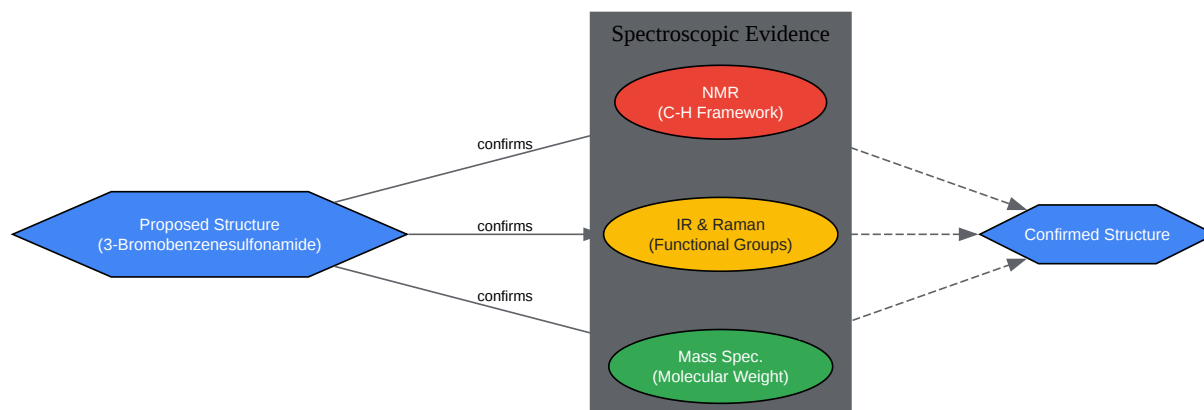 Spectroscopic Evidence
NMR
(C-H Framework)
confirms
Proposed Structure
(3-Bromobenzenesulfonamide)
confirms
IR & Raman
(Functional Groups)
Confirmed Structure
confirms
Mass Spec.
(Molecular Weight)